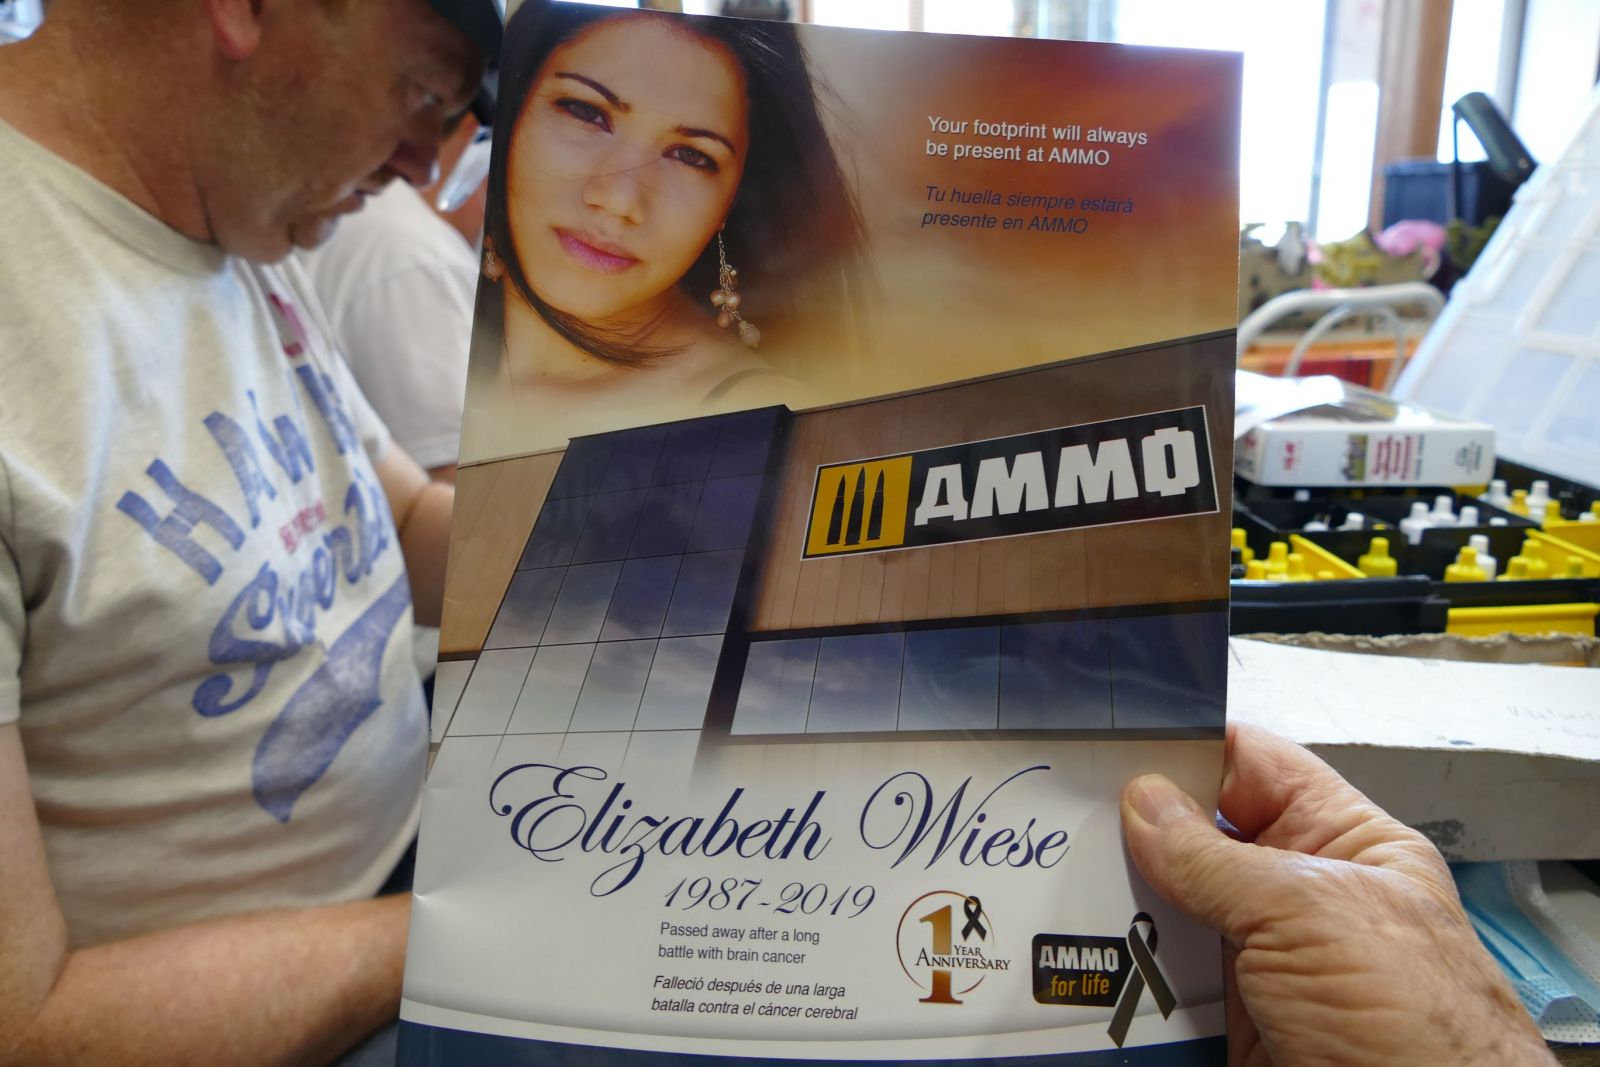 Your footprint will always
be present at AMMO
Tu huella siempre estará
presente en AMMO
AMMO
Elizabeth Wiese
1987-2019
Passed away after a long
battle with brain cancer
Falleció después de una larga
batalla contra el cáncer cerebral
1
YEAR
ANNIVERSARY
AMMO
for life